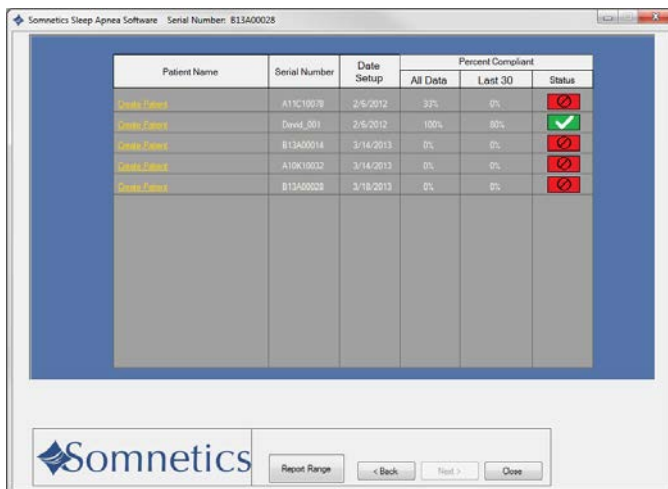 Somnetics Sleep Apnea Software Serial Number: B13A00028
Patient Name Serial Number Date Setup Percent Compliant
All Data Last 30 Status
Create Patient A11C10078 2/6/2012 33% 0%
Create Patient David_001 2/6/2012 100% 80%
Create Patient B13A00014 3/14/2013 0% 0%
Create Patient A10K10032 3/14/2013 0% 0%
Create Patient B13A00028 3/18/2013 0% 0%
Somnetics
Report Range < Back Next > Close